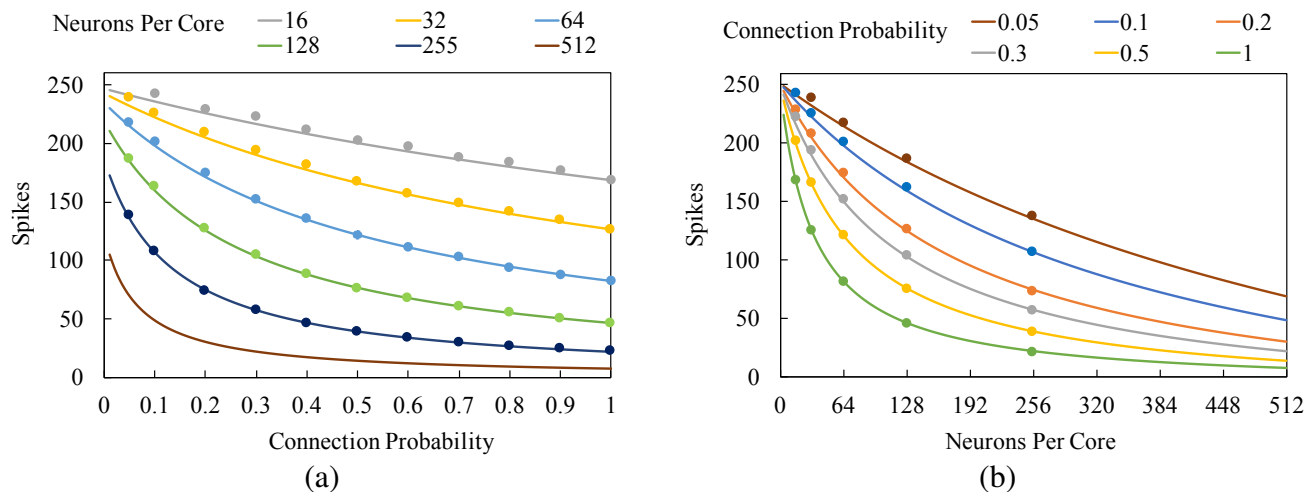 Neurons Per Core 16 32 64
128 255 512
250
200
150
100
50
0
Spikes
0 0.1 0.2 0.3 0.4 0.5 0.6 0.7 0.8 0.9 1
Connection Probability
(a)
Connection Probability 0.05 0.1 0.2
0.3 0.5 1
250
200
150
100
50
0
Spikes
0 64 128 192 256 320 384 448 512
Neurons Per Core
(b)